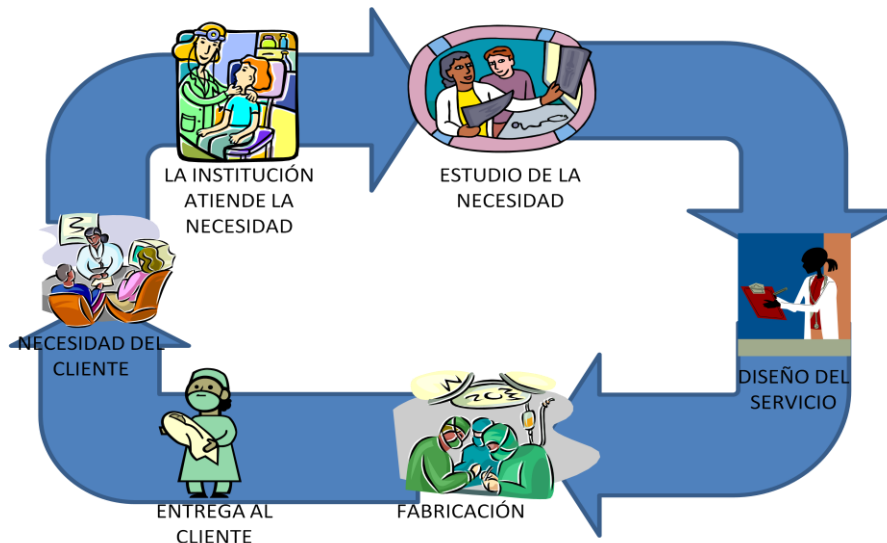 LA INSTITUCIÓN
ATIENDE LA
NECESIDAD
ESTUDIO DE LA
NECESIDAD
DISEÑO DEL
SERVICIO
FABRICACIÓN
ENTREGA AL
CLIENTE
NECESIDAD DEL
CLIENTE